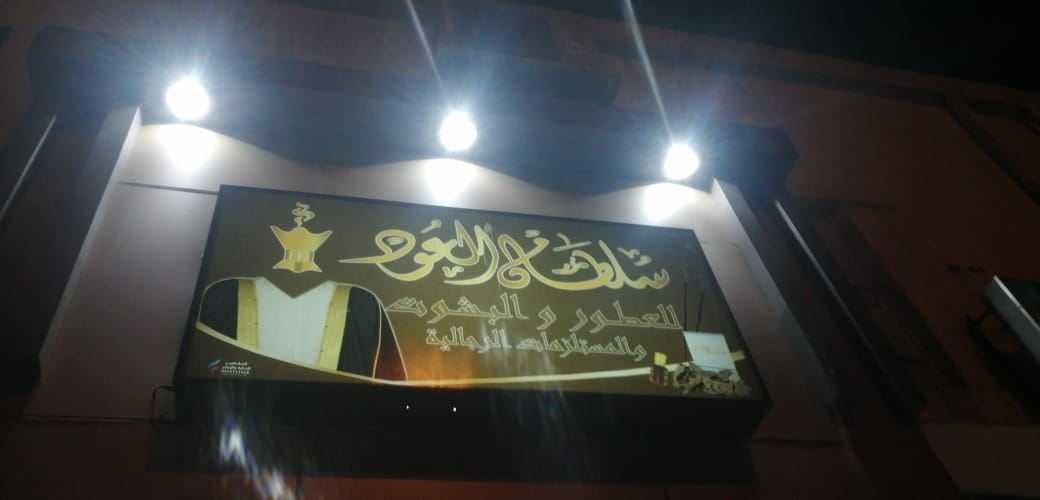 سلطان العود
للعطور و البشوت
والمستلزمات الرجالية